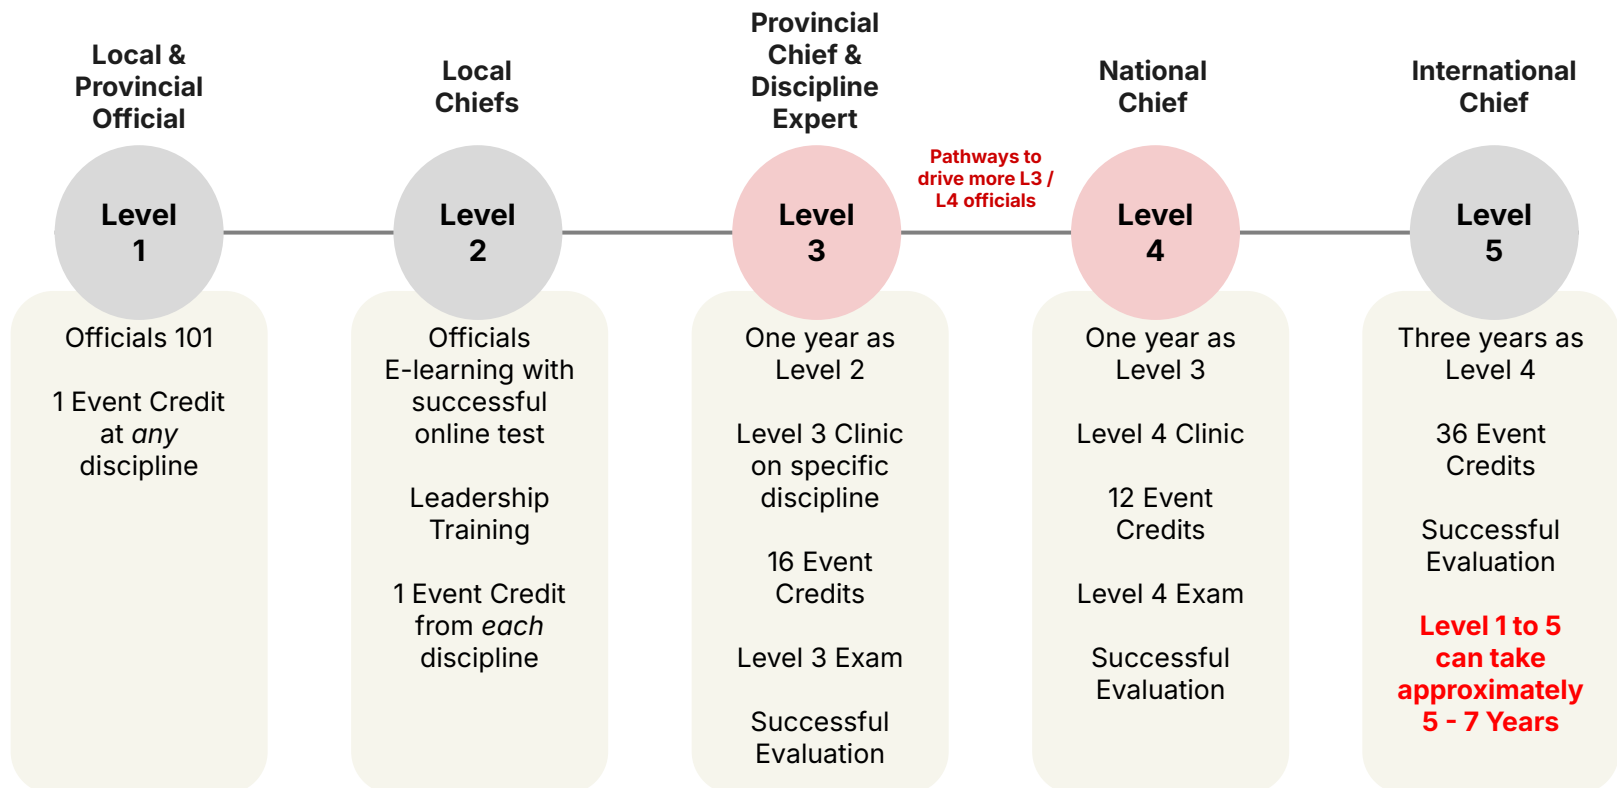 Local &
Provincial
Official
Level
1
Officials 101
1 Event Credit
at any
discipline
Local
Chiefs
Level
2
Officials
E-learning with
successful
online test
Leadership
Training
1 Event Credit
from each
discipline
Provincial
Chief &
Discipline
Expert
Level
3
One year as
Level 2
Level 3 Clinic
on specific
discipline
16 Event
Credits
Level 3 Exam
Successful
Evaluation
Pathways to
drive more L3 /
L4 officials
National
Chief
Level
4
One year as
Level 3
Level 4 Clinic
12 Event
Credits
Level 4 Exam
Successful
Evaluation
International
Chief
Level
5
Three years as
Level 4
36 Event
Credits
Successful
Evaluation
Level 1 to 5
can take
approximately
5 - 7 Years